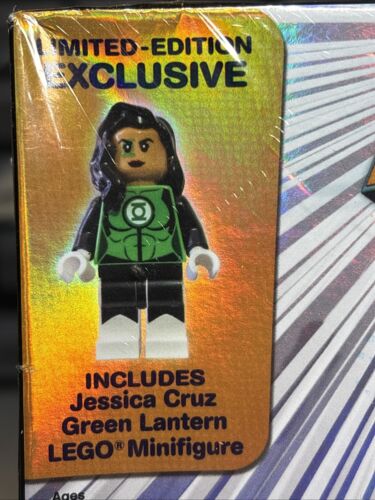 LIMITED-EDITION
EXCLUSIVE
INCLUDES
Jessica Cruz
Green Lantern
LEGO® Minifigure
Ages